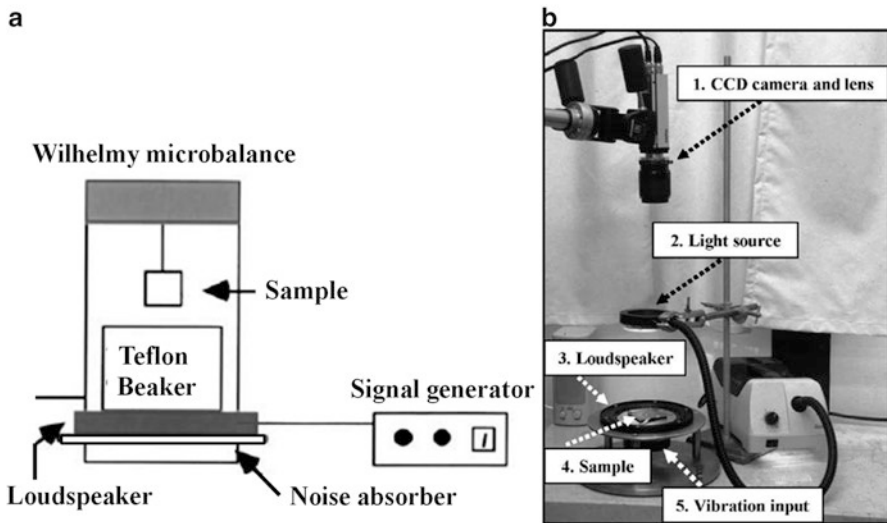 a
Wilhelmy microbalance
Sample
Teflon
Beaker
Signal generator
Loudspeaker
Noise absorber
b
1. CCD camera and lens
2. Light source
3. Loudspeaker
4. Sample
5. Vibration input